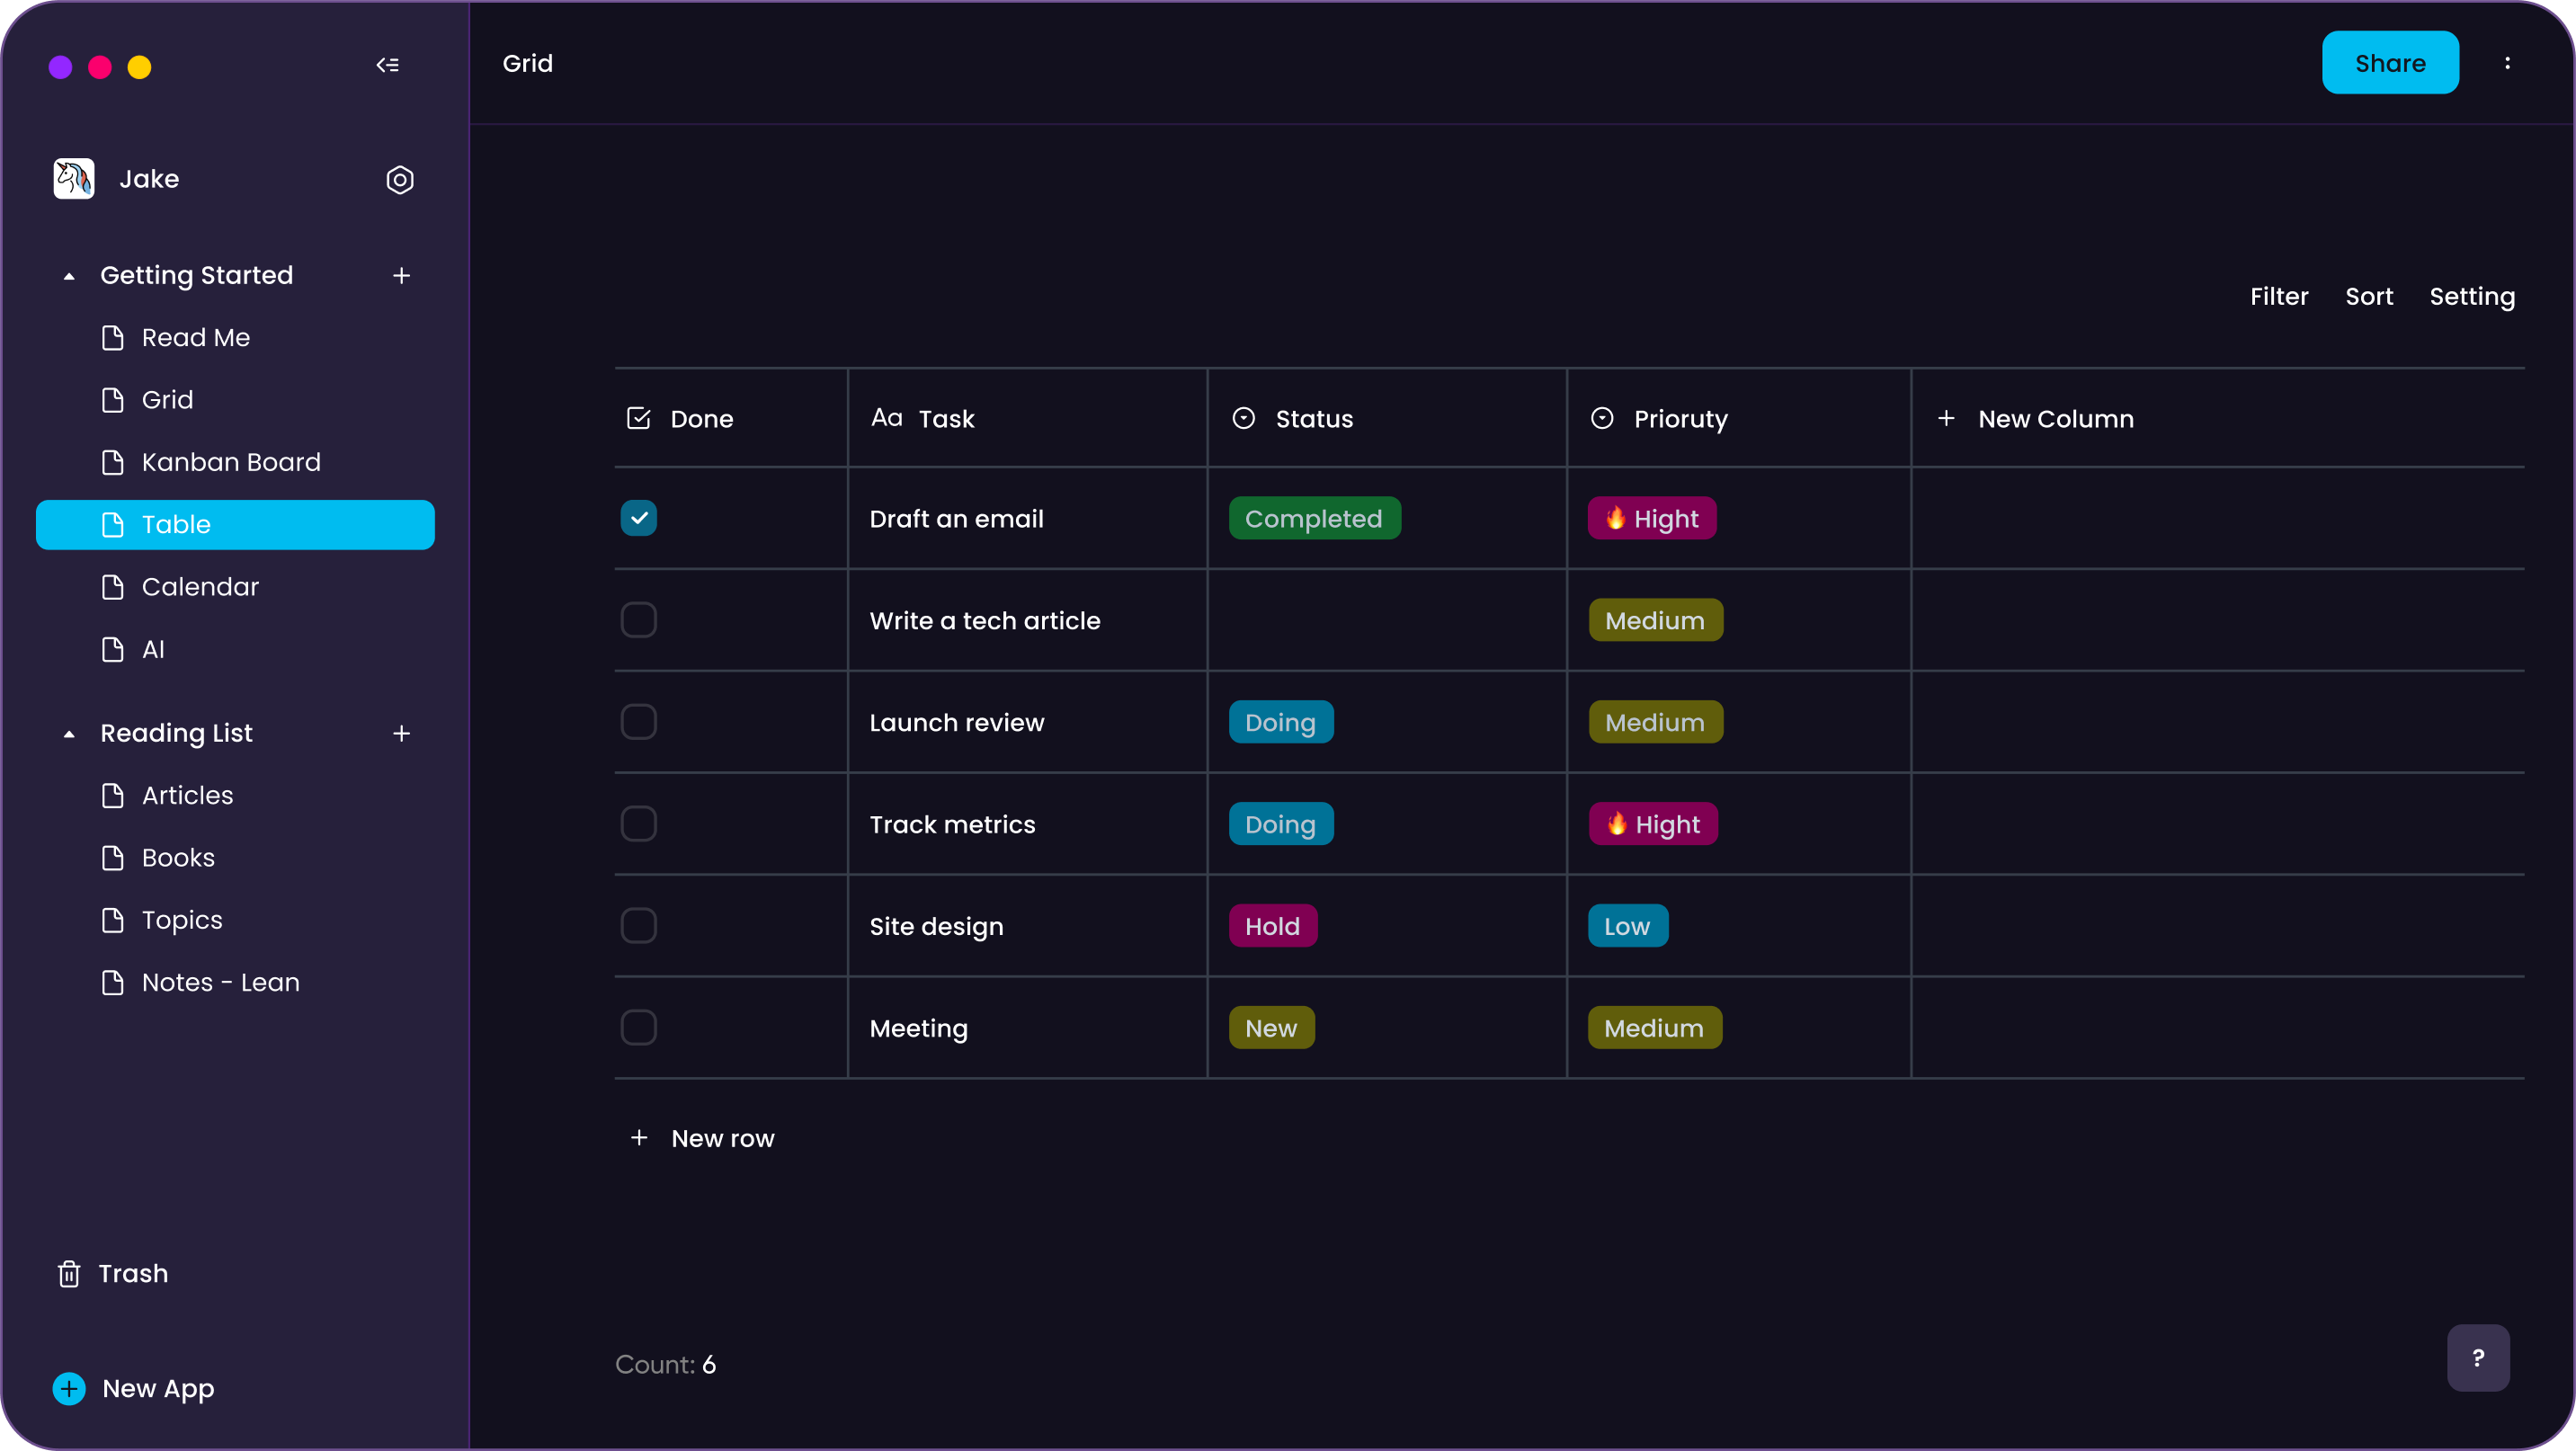 Jake
Getting Started
Read Me
Grid
Kanban Board
Table
Calendar
AI
Reading List
Articles
Books
Topics
Notes - Lean
Trash
New App
Grid
Share
Filter Sort Setting
Done Aa Task Status Prioruty New Column
Draft an email Completed 🔥 Hight
Write a tech article Medium
Launch review Doing Medium
Track metrics Doing 🔥 Hight
Site design Hold Low
Meeting New Medium
New row
Count: 6
?